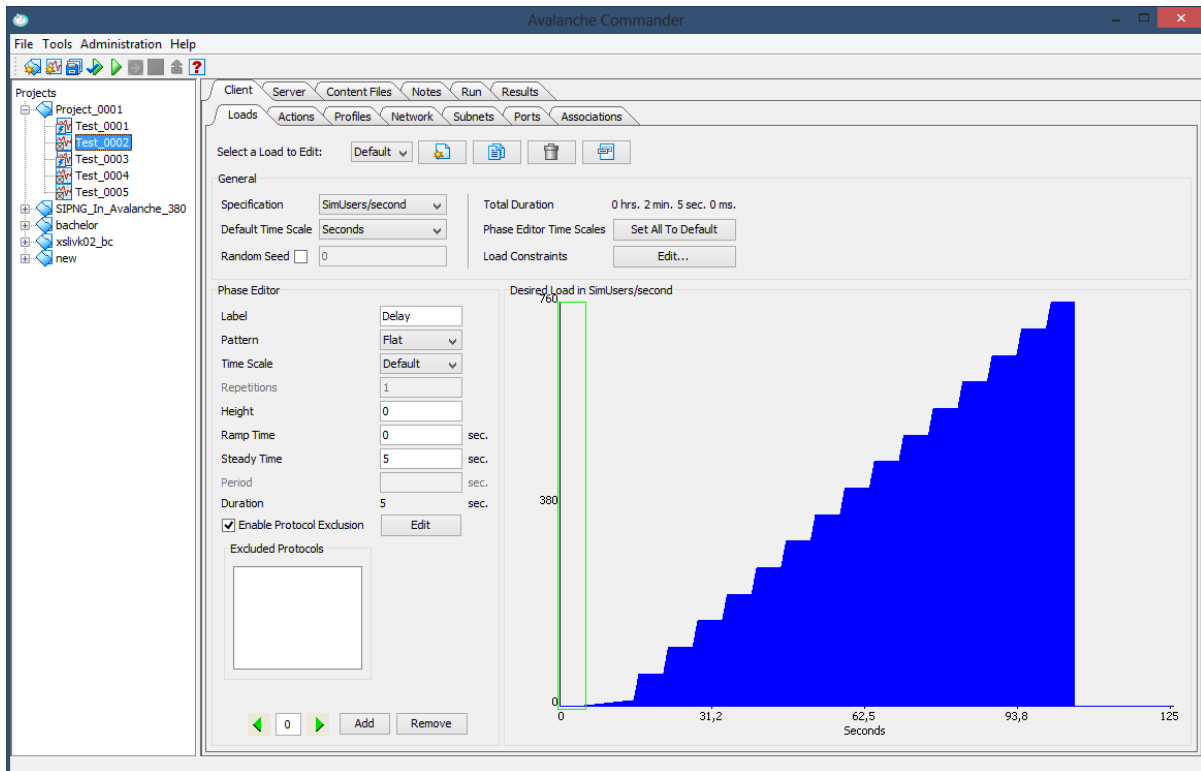 Avalanche Commander
File Tools Administration Help
Projects
Project_0001
Test_0001
Test_0002
Test_0003
Test_0004
Test_0005
SIPNG_In_Avalanche_380
bachelor
xslivk02_bc
new
Client Server Content Files Notes Run Results
Loads Actions Profiles Network Subnets Ports Associations
Select a Load to Edit: Default
General
Specification SimUsers/second Total Duration 0 hrs. 2 min. 5 sec. 0 ms.
Default Time Scale Seconds Phase Editor Time Scales Set All To Default
Random Seed 0 Load Constraints Edit...
Phase Editor
Label Delay
Pattern Flat
Time Scale Default
Repetitions 1
Height 0
Ramp Time 0 sec.
Steady Time 5 sec.
Period sec.
Duration 5 sec.
Enable Protocol Exclusion Edit
Excluded Protocols
0 Add Remove
Desired Load in SimUsers/second
760
380
0
0 31,2 62,5 93,8 125
Seconds